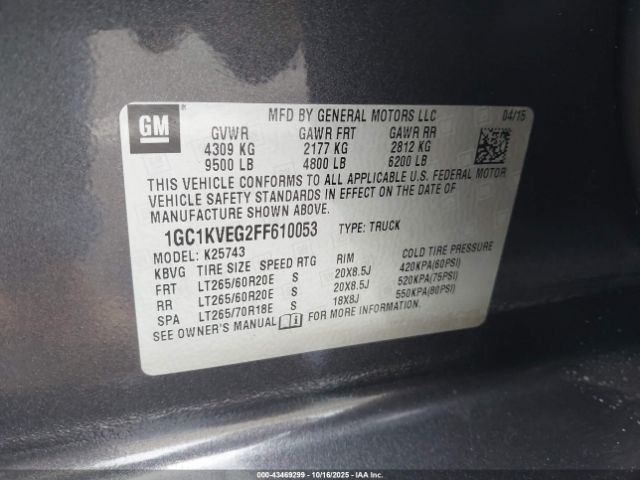 MFD BY GENERAL MOTORS LLC 04/15
GM
GVWR GAWR FRT GAWR RR
4309 KG 2177 KG 2812 KG
9500 LB 4800 LB 6200 LB
THIS VEHICLE CONFORMS TO ALL APPLICABLE U.S. FEDERAL MOTOR
VEHICLE SAFETY STANDARDS IN EFFECT ON THE DATE OF
MANUFACTURE SHOWN ABOVE.
1GC1KVEG2FF610053 TYPE: TRUCK
K25743
KBVG TIRE SIZE SPEED RTG RIM COLD TIRE PRESSURE
FRT LT265/60R20E S 20X8.5J 420KPA(60PSI)
RR LT265/60R20E S 20X8.5J 520KPA(75PSI)
SPA LT265/70R18E S 18X8J 550KPA(80PSI)
SEE OWNER'S MANUAL FOR MORE INFORMATION.
000-43469299 | 10/16/2025 | IAA, Inc.